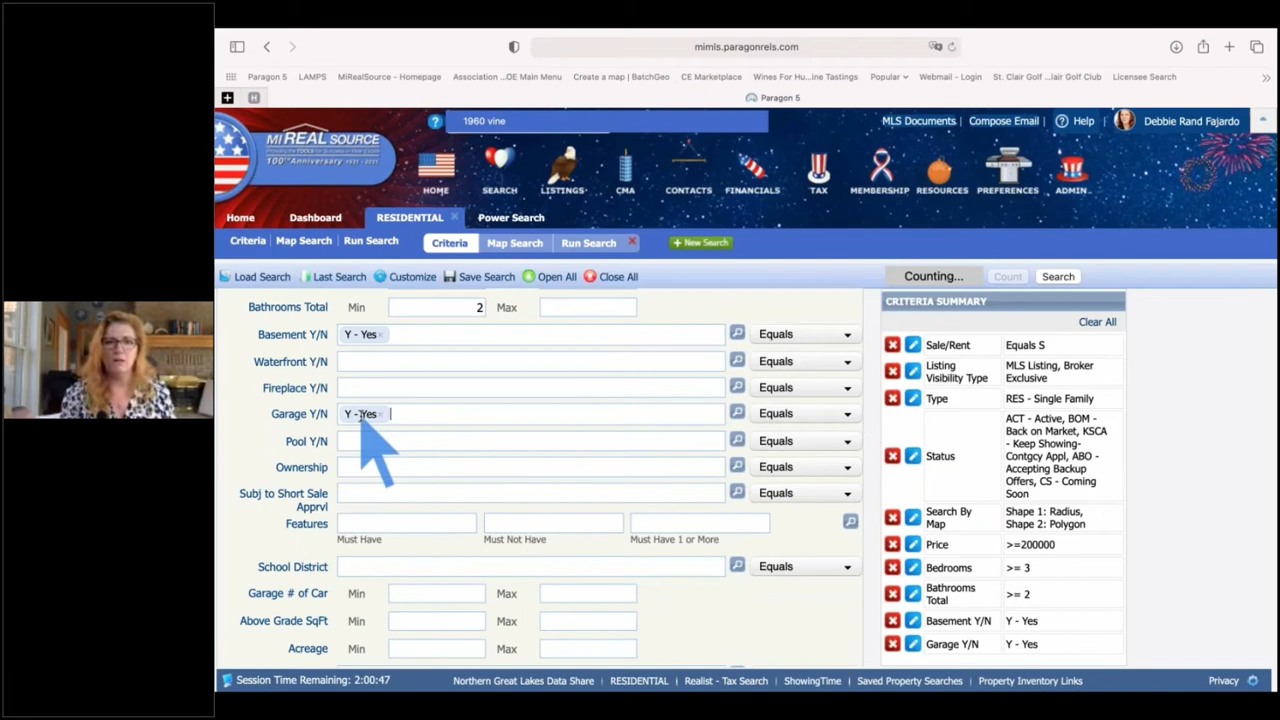 mimls.paragonrels.com
Paragon 5 LAMPS MiRealSource - Homepage Association ...OE Main Menu Create a map | BatchGeo CE Marketplace Wines For Hu...ine Tastings Popular Webmail - Login St. Clair Golf ...lair Golf Club Licensee Search
H Paragon 5
MiREAL SOURCE
100th Anniversary 1921 - 2021
? 1960 vine MLS Documents Compose Email ? Help Debbie Rand Fajardo
HOME SEARCH LISTINGS CMA CONTACTS FINANCIALS TAX MEMBERSHIP RESOURCES PREFERENCES ADMIN
Home Dashboard RESIDENTIAL Power Search
Criteria Map Search Run Search Criteria Map Search Run Search New Search
Load Search Last Search Customize Save Search Open All Close All Counting... Count Search
Bathrooms Total Min 2 Max
Basement Y/N Y - Yes Equals
Waterfront Y/N Equals
Fireplace Y/N Equals
Garage Y/N Y - Yes Equals
Pool Y/N Equals
Ownership Equals
Subj to Short Sale Apprvl Equals
Features
Must Have Must Not Have Must Have 1 or More
School District Equals
Garage # of Car Min Max
Above Grade SqFt Min Max
Acreage Min Max
CRITERIA SUMMARY
Clear All
Sale/Rent Equals S
Listing Visibility Type MLS Listing, Broker Exclusive
Type RES - Single Family
Status ACT - Active, BOM - Back on Market, KSCA - Keep Showing-Contgcy Appl, ABO - Accepting Backup Offers, CS - Coming Soon
Search By Map Shape 1: Radius, Shape 2: Polygon
Price >=200000
Bedrooms >= 3
Bathrooms Total >= 2
Basement Y/N Y - Yes
Garage Y/N Y - Yes
Session Time Remaining: 2:00:47 Northern Great Lakes Data Share | RESIDENTIAL | Realist - Tax Search | ShowingTime | Saved Property Searches | Property Inventory Links Privacy